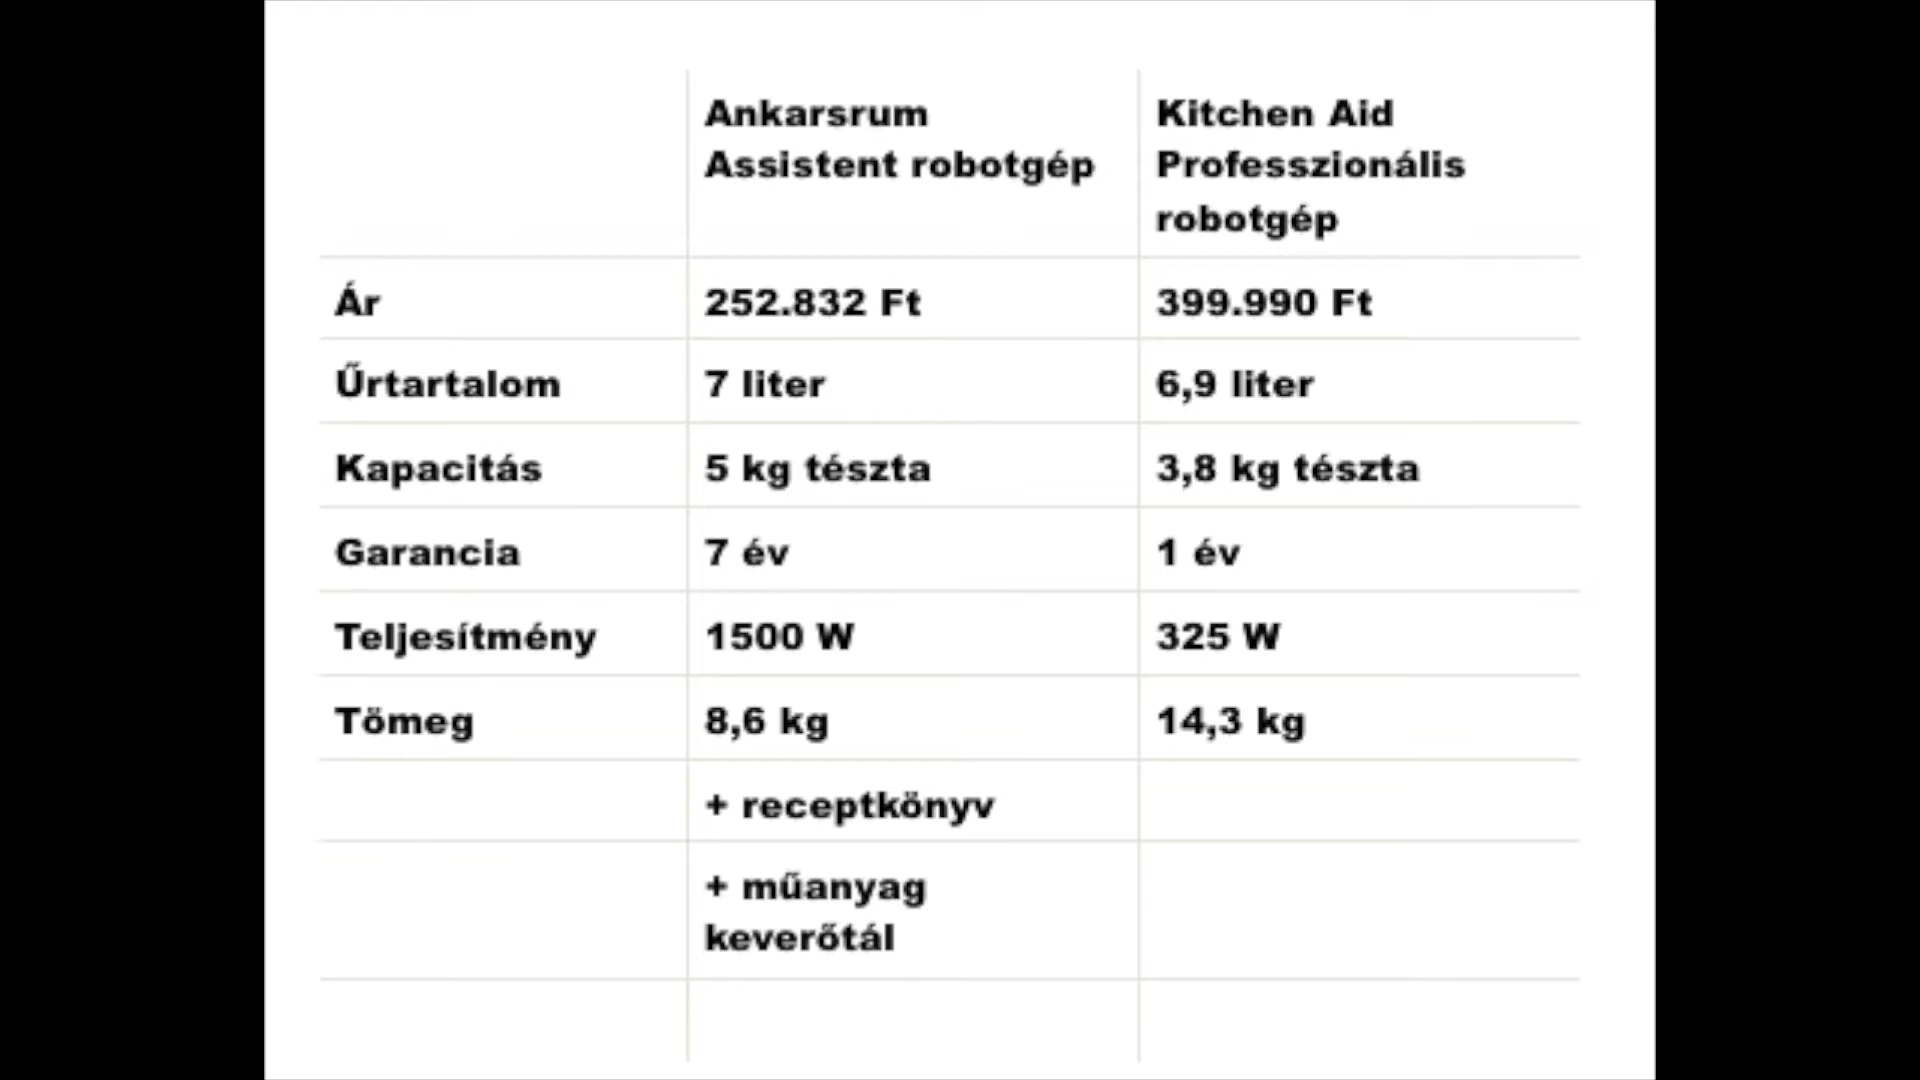 Ankarsrum
Assistent robotgép
Kitchen Aid
Professzionális
robotgép
Ár
252.832 Ft
399.990 Ft
Űrtartalom
7 liter
6,9 liter
Kapacitás
5 kg tészta
3,8 kg tészta
Garancia
7 év
1 év
Teljesítmény
1500 W
325 W
Tömeg
8,6 kg
14,3 kg
+ receptkönyv
+ műanyag
keverőtál